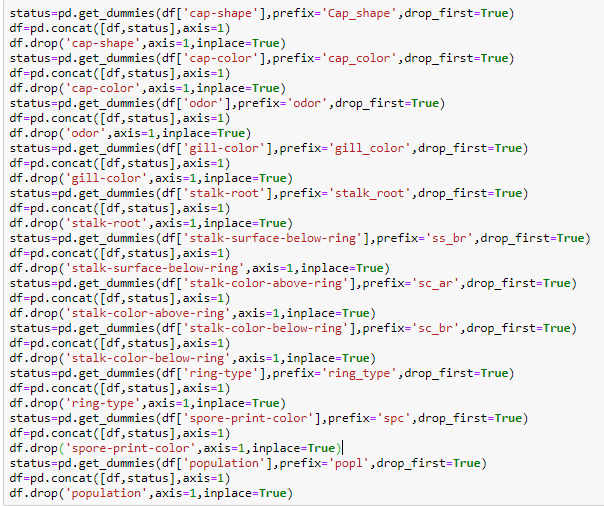 status=pd.get_dummies(df['cap-shape'],prefix='Cap_shape',drop_first=True)
df=pd.concat([df,status],axis=1)
df.drop('cap-shape',axis=1,inplace=True)
status=pd.get_dummies(df['cap-color'],prefix='cap_color',drop_first=True)
df=pd.concat([df,status],axis=1)
df.drop('cap-color',axis=1,inplace=True)
status=pd.get_dummies(df['odor'],prefix='odor',drop_first=True)
df=pd.concat([df,status],axis=1)
df.drop('odor',axis=1,inplace=True)
status=pd.get_dummies(df['gill-color'],prefix='gill_color',drop_first=True)
df=pd.concat([df,status],axis=1)
df.drop('gill-color',axis=1,inplace=True)
status=pd.get_dummies(df['stalk-root'],prefix='stalk_root',drop_first=True)
df=pd.concat([df,status],axis=1)
df.drop('stalk-root',axis=1,inplace=True)
status=pd.get_dummies(df['stalk-surface-below-ring'],prefix='ss_br',drop_first=True)
df=pd.concat([df,status],axis=1)
df.drop('stalk-surface-below-ring',axis=1,inplace=True)
status=pd.get_dummies(df['stalk-color-above-ring'],prefix='sc_ar',drop_first=True)
df=pd.concat([df,status],axis=1)
df.drop('stalk-color-above-ring',axis=1,inplace=True)
status=pd.get_dummies(df['stalk-color-below-ring'],prefix='sc_br',drop_first=True)
df=pd.concat([df,status],axis=1)
df.drop('stalk-color-below-ring',axis=1,inplace=True)
status=pd.get_dummies(df['ring-type'],prefix='ring_type',drop_first=True)
df=pd.concat([df,status],axis=1)
df.drop('ring-type',axis=1,inplace=True)
status=pd.get_dummies(df['spore-print-color'],prefix='spc',drop_first=True)
df=pd.concat([df,status],axis=1)
df.drop('spore-print-color',axis=1,inplace=True)
status=pd.get_dummies(df['population'],prefix='popl',drop_first=True)
df=pd.concat([df,status],axis=1)
df.drop('population',axis=1,inplace=True)